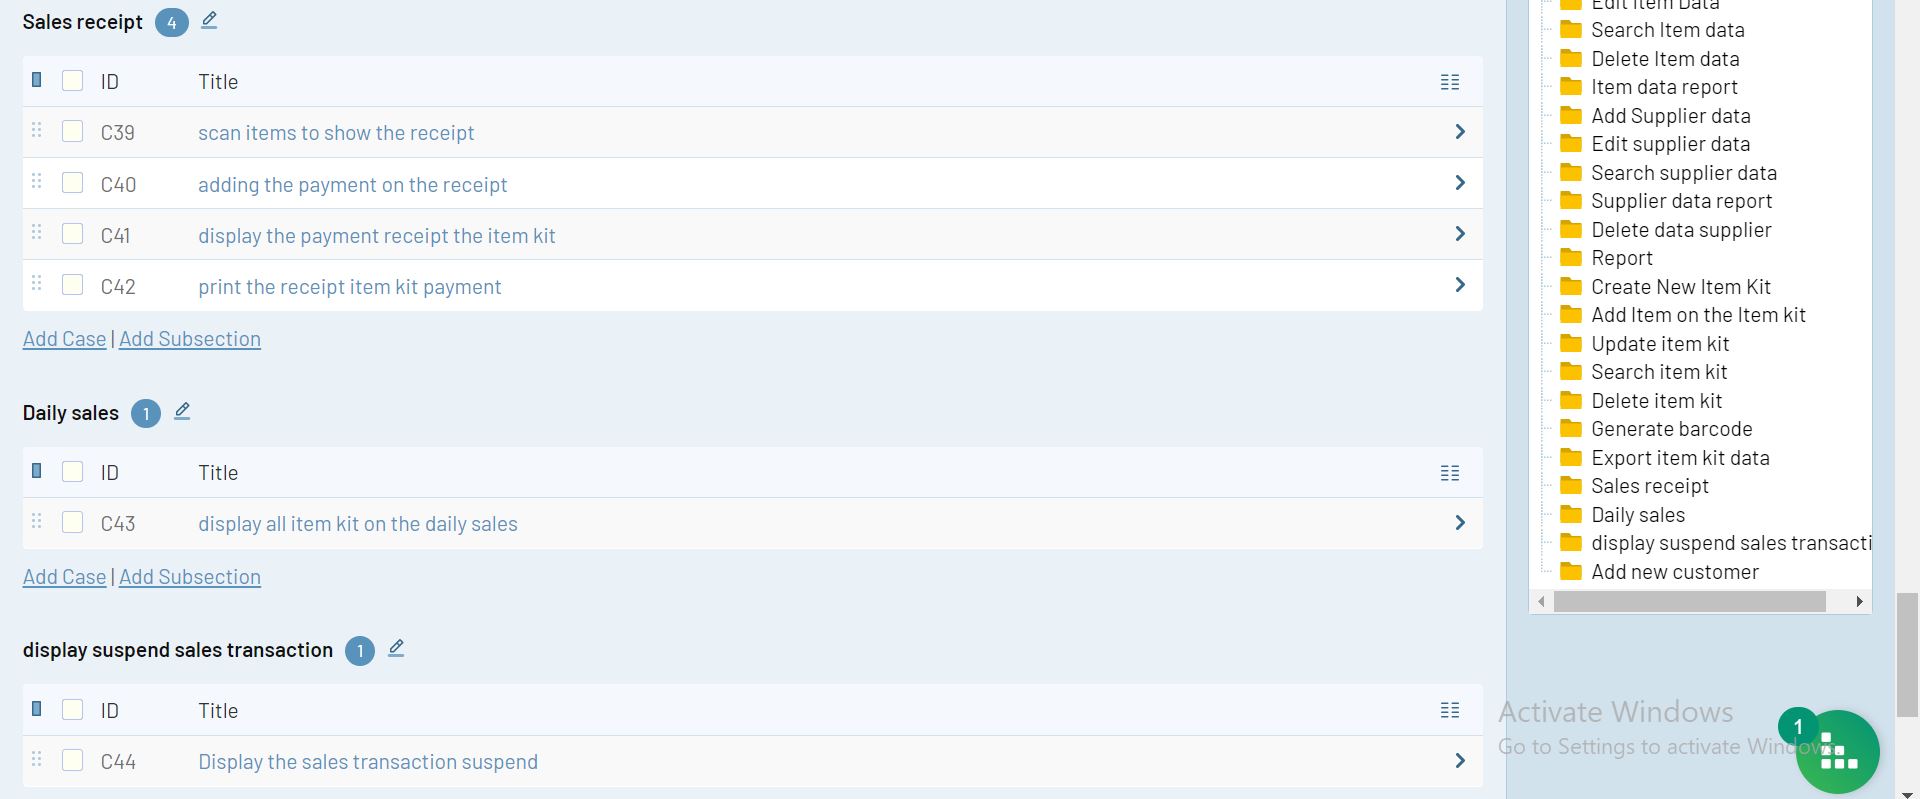 Sales receipt 4
ID Title
C39 scan items to show the receipt
C40 adding the payment on the receipt
C41 display the payment receipt the item kit
C42 print the receipt item kit payment
Add Case | Add Subsection
Daily sales 1
ID Title
C43 display all item kit on the daily sales
Add Case | Add Subsection
display suspend sales transaction 1
ID Title
C44 Display the sales transaction suspend
Edit Item Data
Search Item data
Delete Item data
Item data report
Add Supplier data
Edit supplier data
Search supplier data
Supplier data report
Delete data supplier
Report
Create New Item Kit
Add Item on the Item kit
Update item kit
Search item kit
Delete item kit
Generate barcode
Export item kit data
Sales receipt
Daily sales
display suspend sales transacti
Add new customer
Activate Windows
Go to Settings to activate Windows.
1